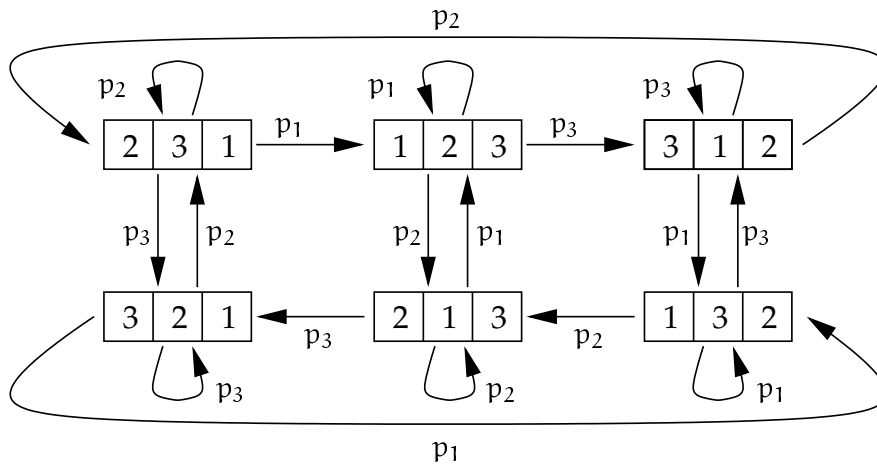 p₂
p₂ p₁ p₃
2 3 1 p₁ 1 2 3 p₃ 3 1 2
p₃ p₂ p₂ p₁ p₁ p₃
3 2 1 p₃ 2 1 3 p₂ 1 3 2
p₃ p₂ p₁
p₁